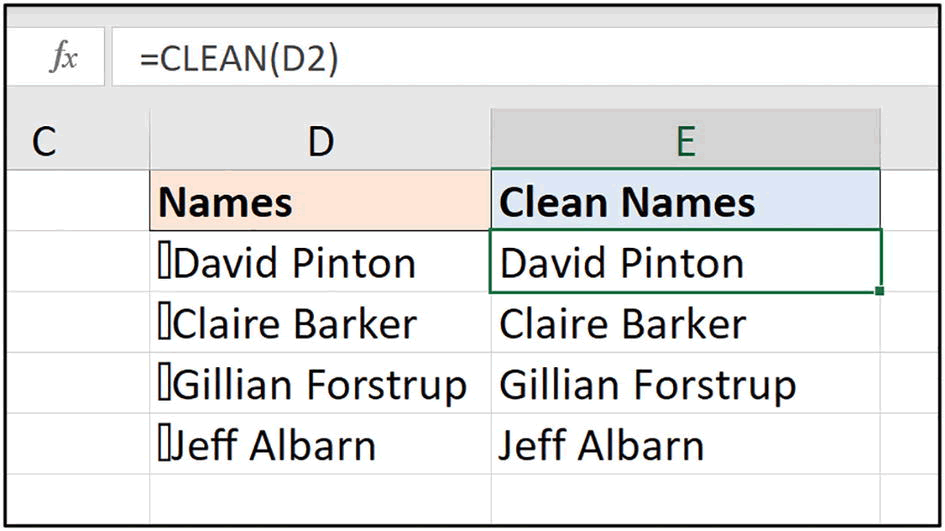 fx =CLEAN(D2)
C D E
Names Clean Names
▯David Pinton David Pinton
▯Claire Barker Claire Barker
▯Gillian Forstrup Gillian Forstrup
▯Jeff Albarn Jeff Albarn